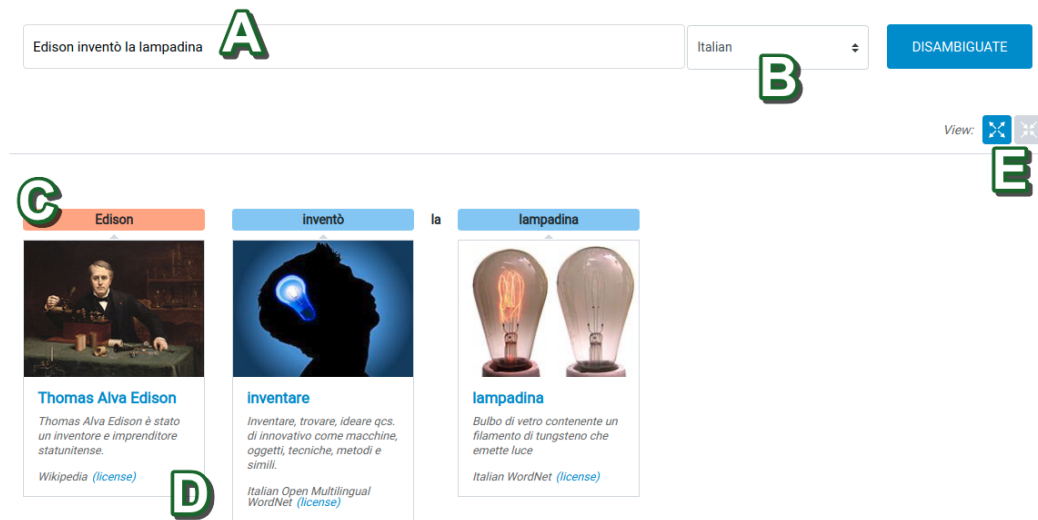 A
Edison inventò la lampadina
Italian
B
DISAMBIGUATE
View:
E
C
Edison
inventò
la
lampadina
Thomas Alva Edison
Thomas Alva Edison è stato
un inventore e imprenditore
statunitense.
Wikipedia (license)
D
inventare
Inventare, trovare, ideare qcs.
di innovativo come macchine,
oggetti, tecniche, metodi e
simili.
Italian Open Multilingual
WordNet (license)
lampadina
Bulbo di vetro contenente un
filamento di tungsteno che
emette luce
Italian WordNet (license)